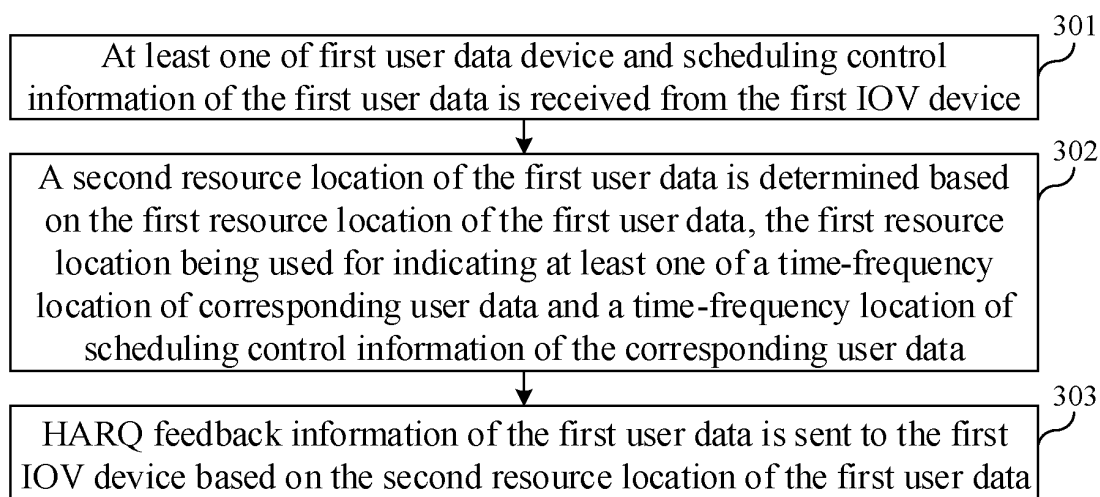 301
At least one of first user data device and scheduling control
information of the first user data is received from the first IOV device
302
A second resource location of the first user data is determined based
on the first resource location of the first user data, the first resource
location being used for indicating at least one of a time-frequency
location of corresponding user data and a time-frequency location of
scheduling control information of the corresponding user data
303
HARQ feedback information of the first user data is sent to the first
IOV device based on the second resource location of the first user data